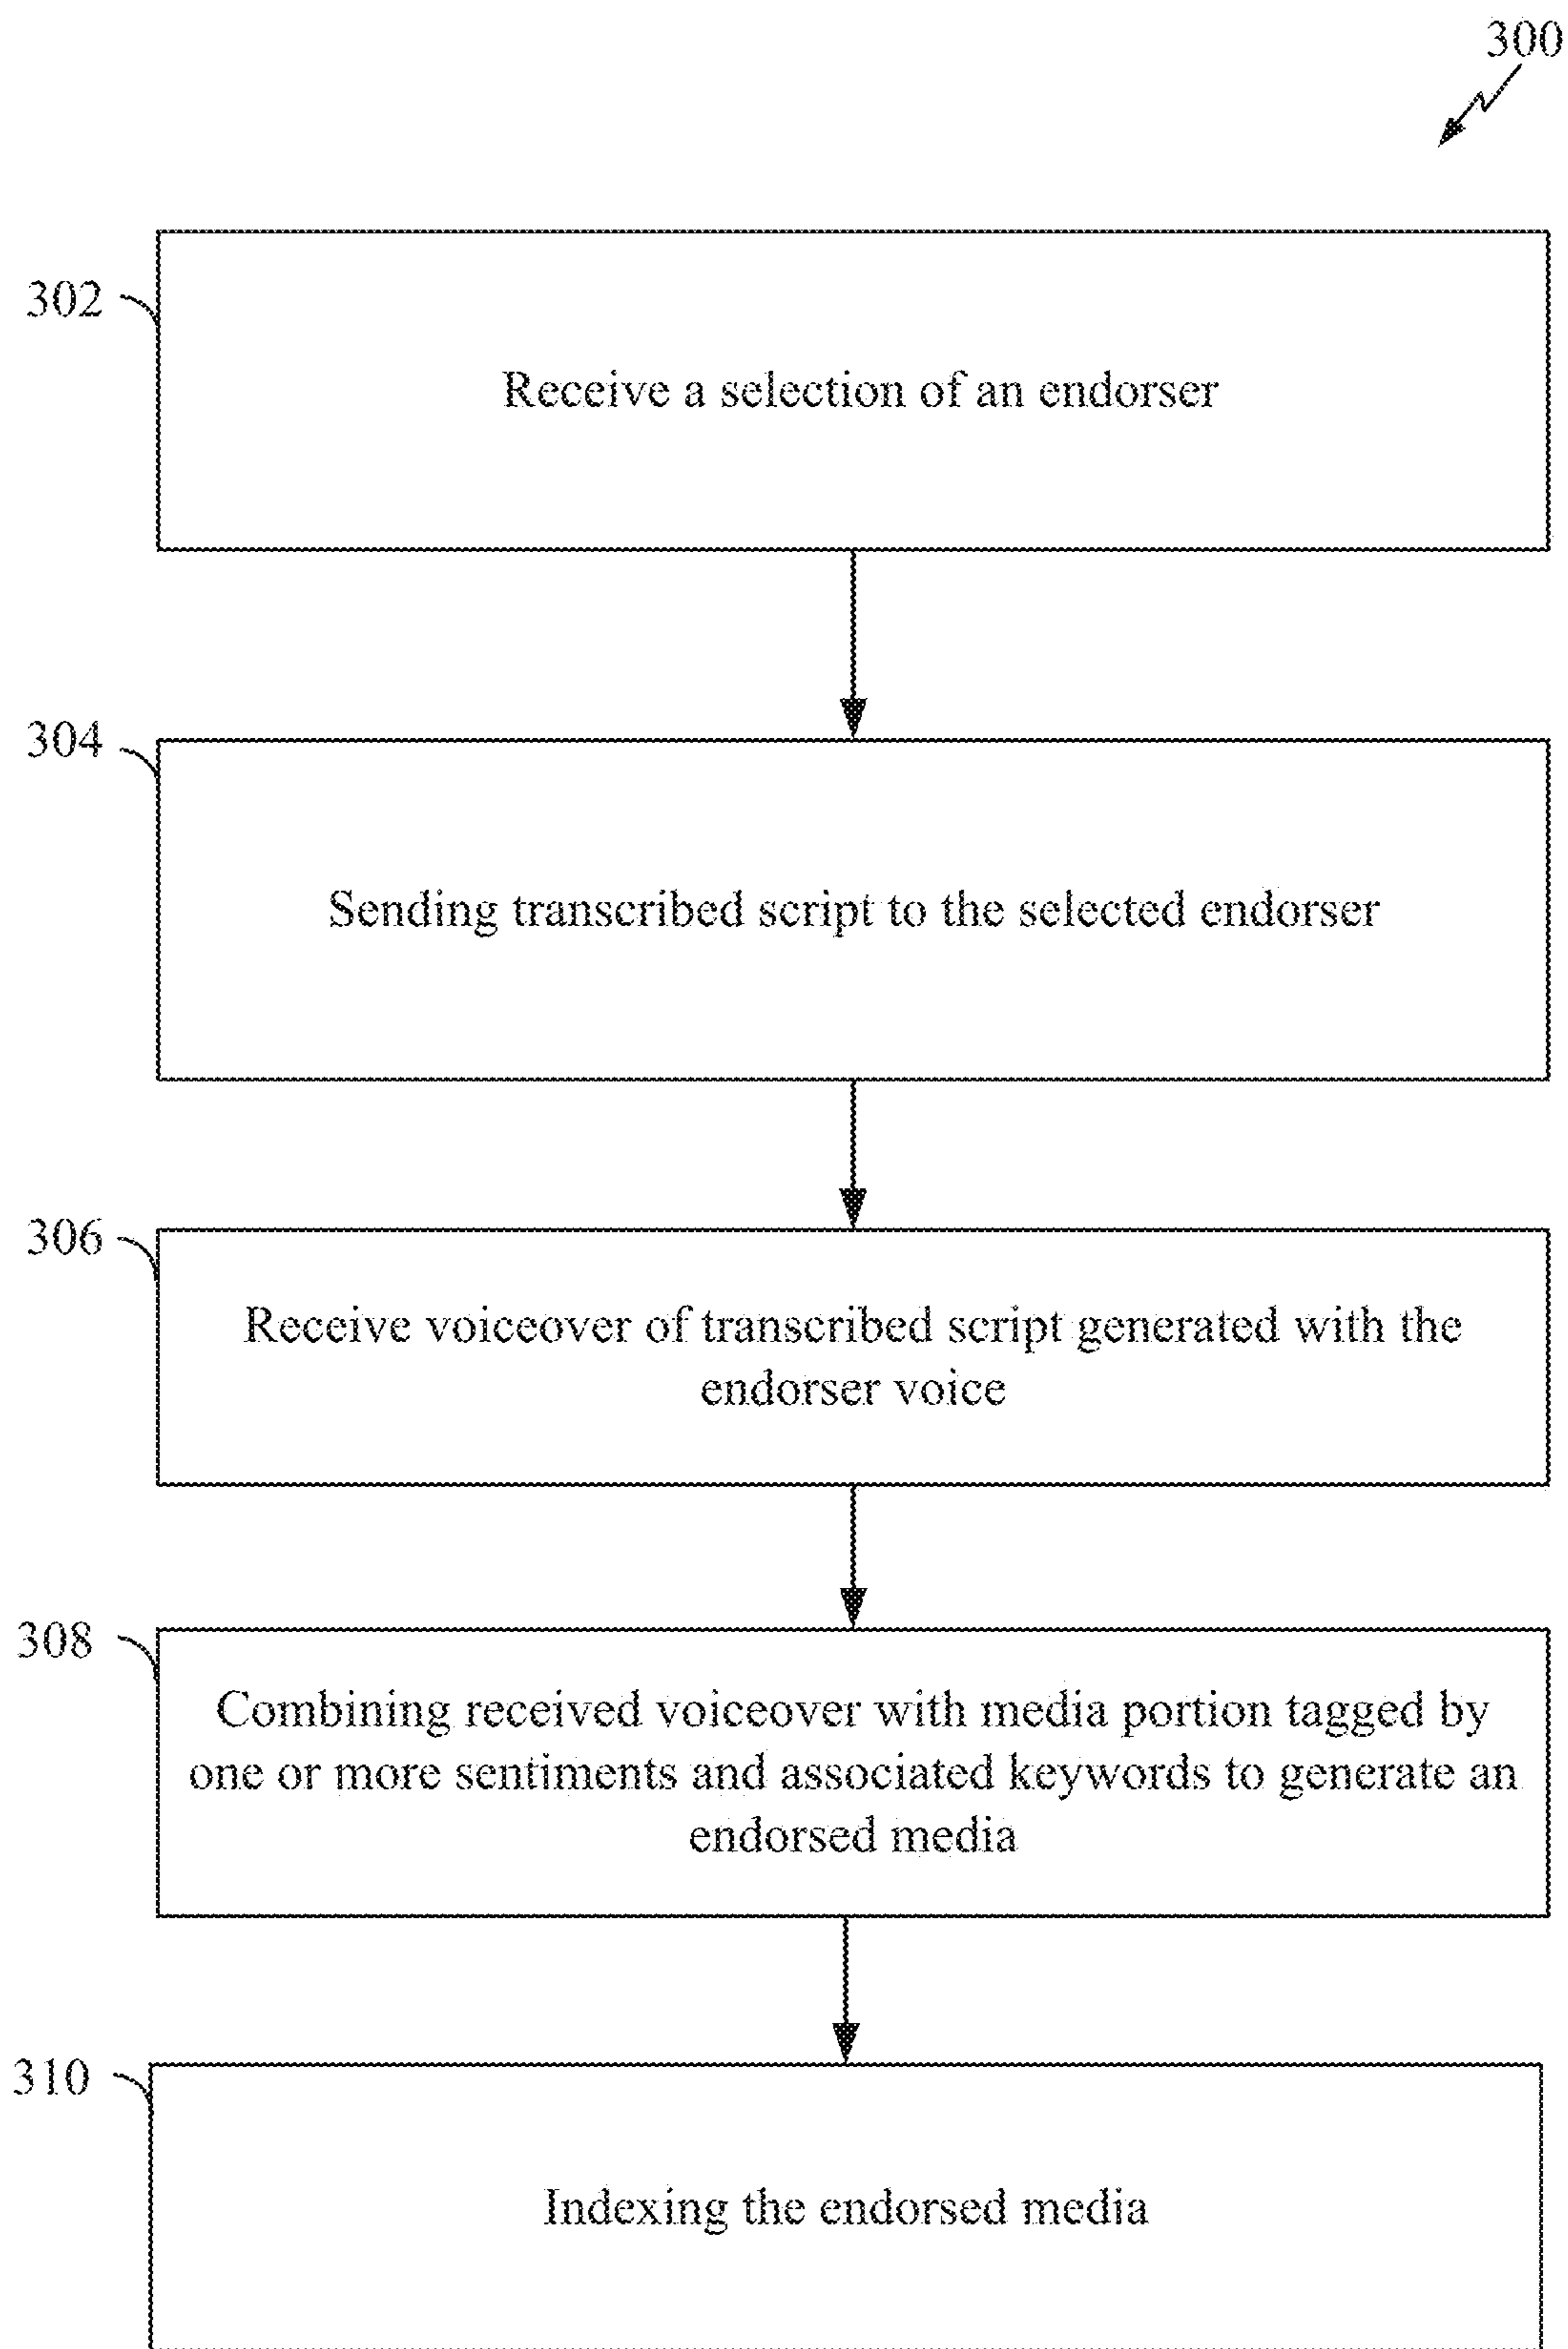 300
302
Receive a selection of an endorser
304
Sending transcribed script to the selected endorser
306
Receive voiceover of transcribed script generated with the
endorser voice
308
Combining received voiceover with media portion tagged by
one or more sentiments and associated keywords to generate an
endorsed media
310
Indexing the endorsed media